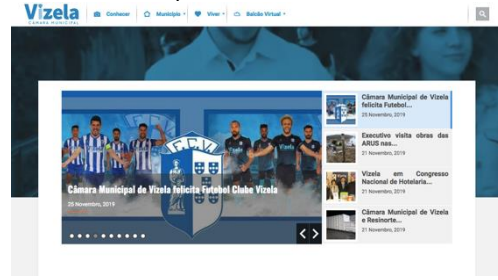 Vizela
CÂMARA MUNICIPAL
Conhecer
Município
Viver
Balcão Virtual
F.C.V.
Câmara Municipal de Vizela felicita Futebol Clube Vizela
25 Novembro, 2019
Câmara Municipal de Vizela
felicita Futebol...
25 Novembro, 2019
Executivo visita obras das
ARUS nas...
21 Novembro, 2019
Vizela em Congresso
Nacional de Hotelaria...
21 Novembro, 2019
Câmara Municipal de Vizela
e Resinorte...
21 Novembro, 2019